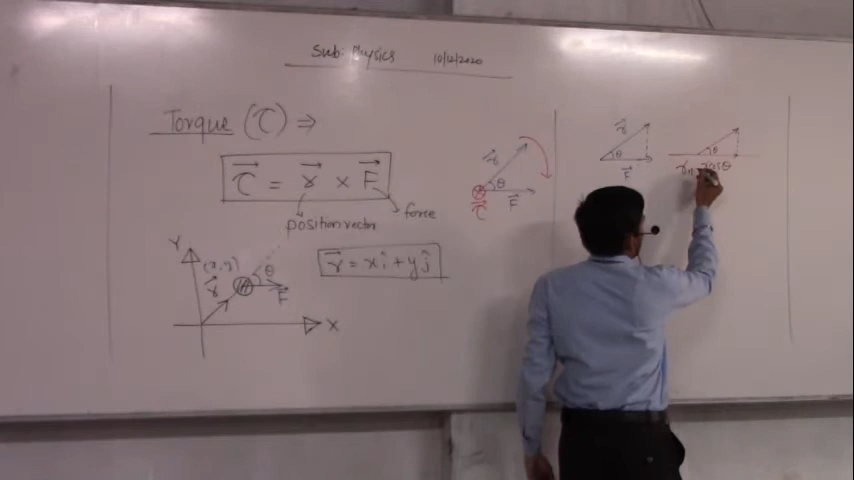 Sub: Physics 10/12/2020
Torque (τ) ⇒
τ⃗ = r⃗ × F⃗
position vector
force
r⃗ = xî + yĵ
Y
(x, y)
r⃗
θ
F⃗
X
r⃗
θ
F⃗
τ⃗
r⃗
θ
F⃗
θ
r cosθ